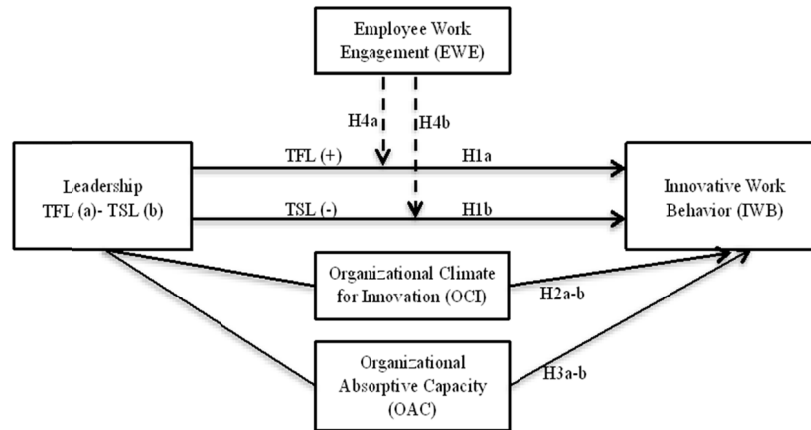 Employee Work
Engagement (EWE)
H4a
H4b
TFL (+)
H1a
Leadership
TFL (a)- TSL (b)
Innovative Work
Behavior (IWB)
TSL (-)
H1b
Organizational Climate
for Innovation (OCI)
H2a-b
Organizational
Absorptive Capacity
(OAC)
H3a-b